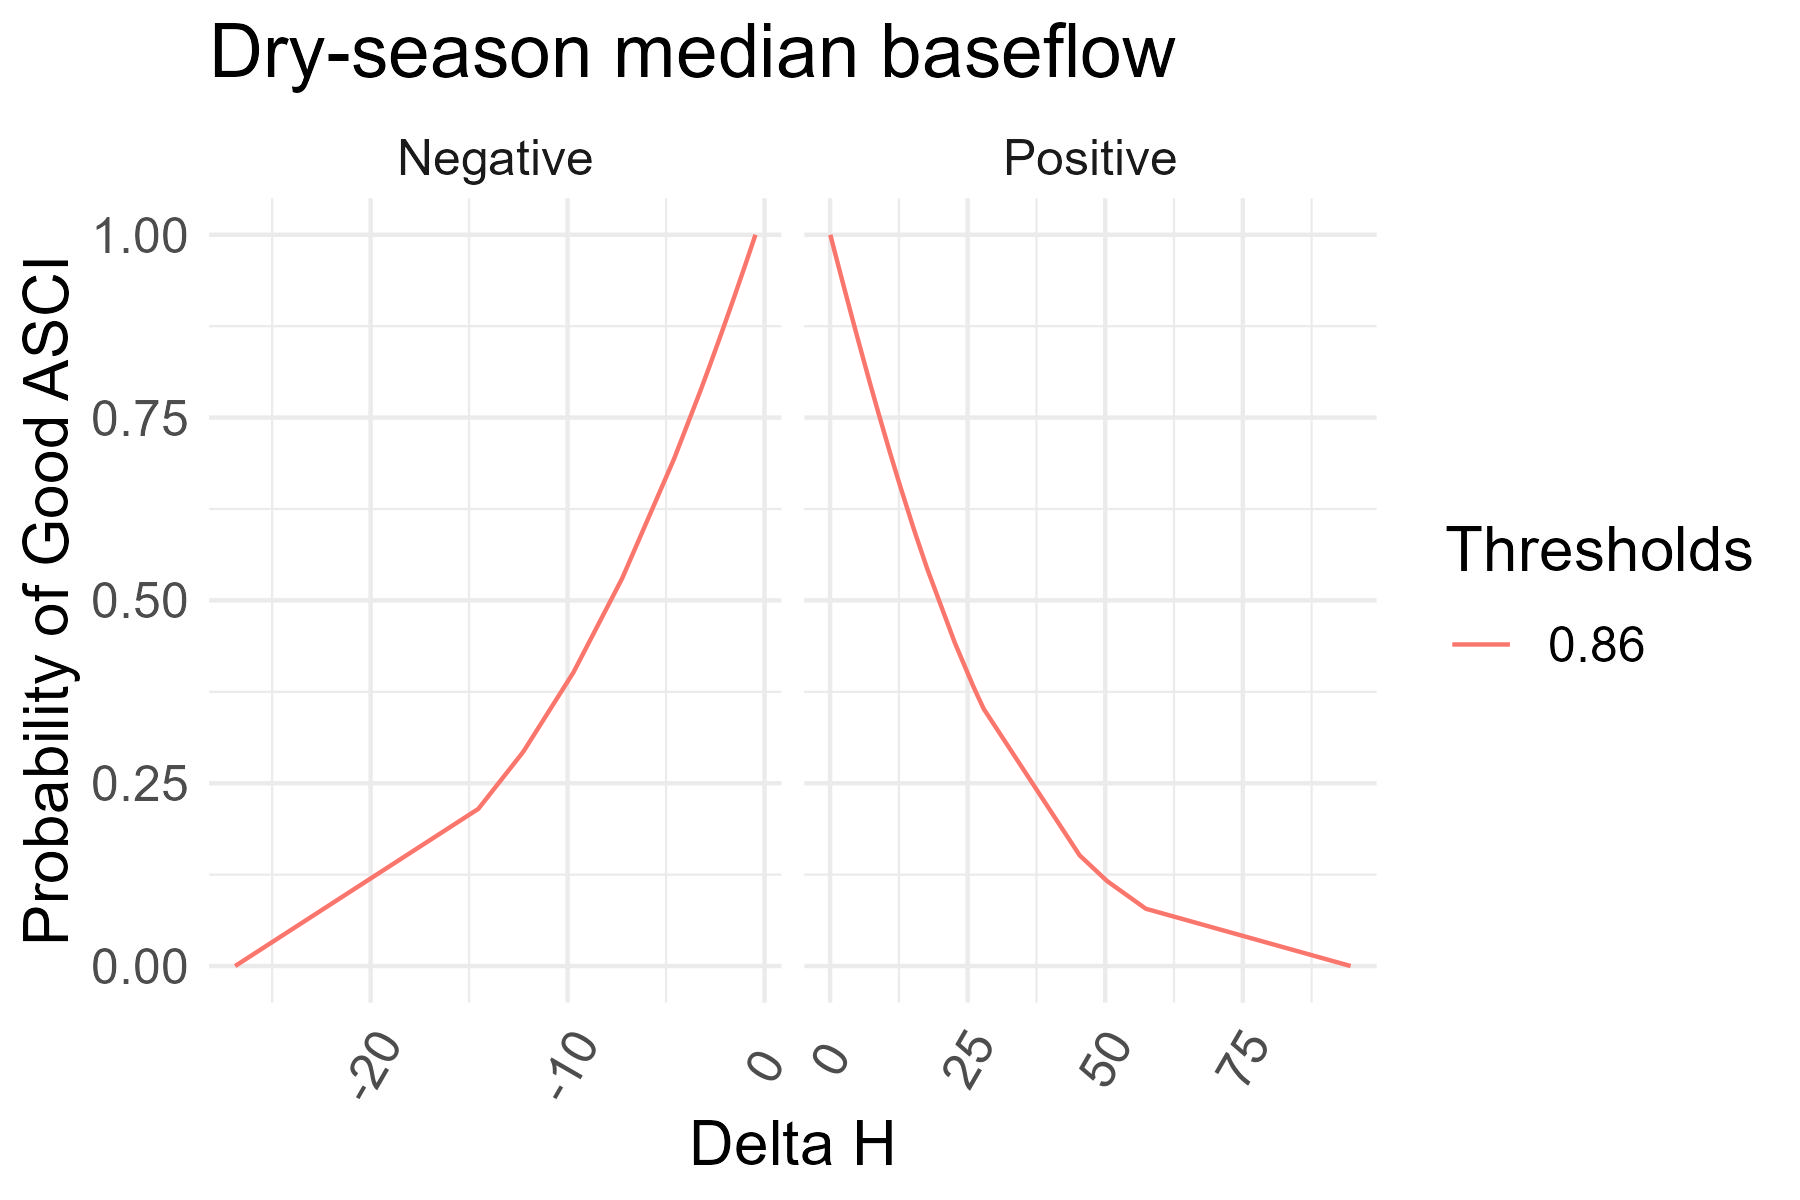 Dry-season median baseflow
Negative
Positive
Probability of Good ASCI
1.00
0.75
0.50
0.25
0.00
-20
-10
0
0
25
50
75
Delta H
Thresholds
0.86